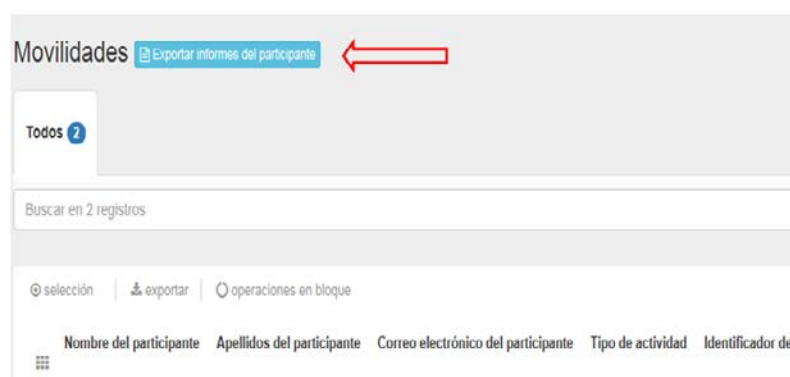 Movilidades Exportar informes del participante
Todos 2
Buscar en 2 registros
selección exportar operaciones en bloque
Nombre del participante Apellidos del participante Correo electrónico del participante Tipo de actividad Identificador de